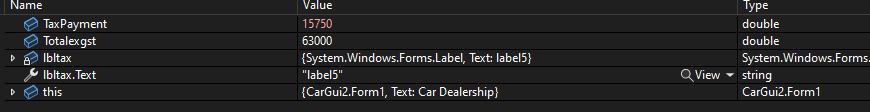 Name Value Type
TaxPayment 15750 double
Totalexgst 63000 double
lbltax {System.Windows.Forms.Label, Text: label5} System.Windows.Forms
lbltax.Text "label5" View string
this {CarGui2.Form1, Text: Car Dealership} CarGui2.Form1